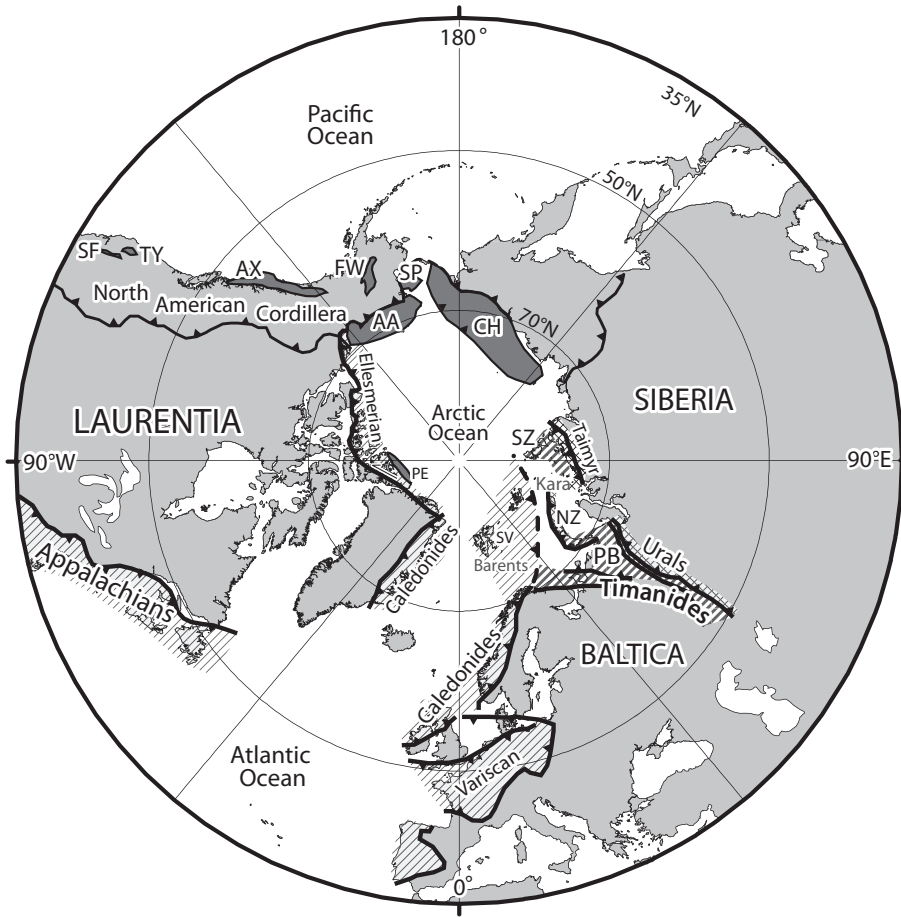 180°
35°N
Pacific
Ocean
50°N
SF
TY
AX
FW
SP
North
American
Cordillera
AA
CH
70°N
Ellesmerian
LAURENTIA
SIBERIA
Arctic
Ocean
SZ
Taimyr
90°W
PE
90°E
Kara
NZ
SV
Barents
PB
Urals
Appalachians
Caledonides
Timanides
BALTICA
Caledonides
Atlantic
Ocean
Variscan
0°